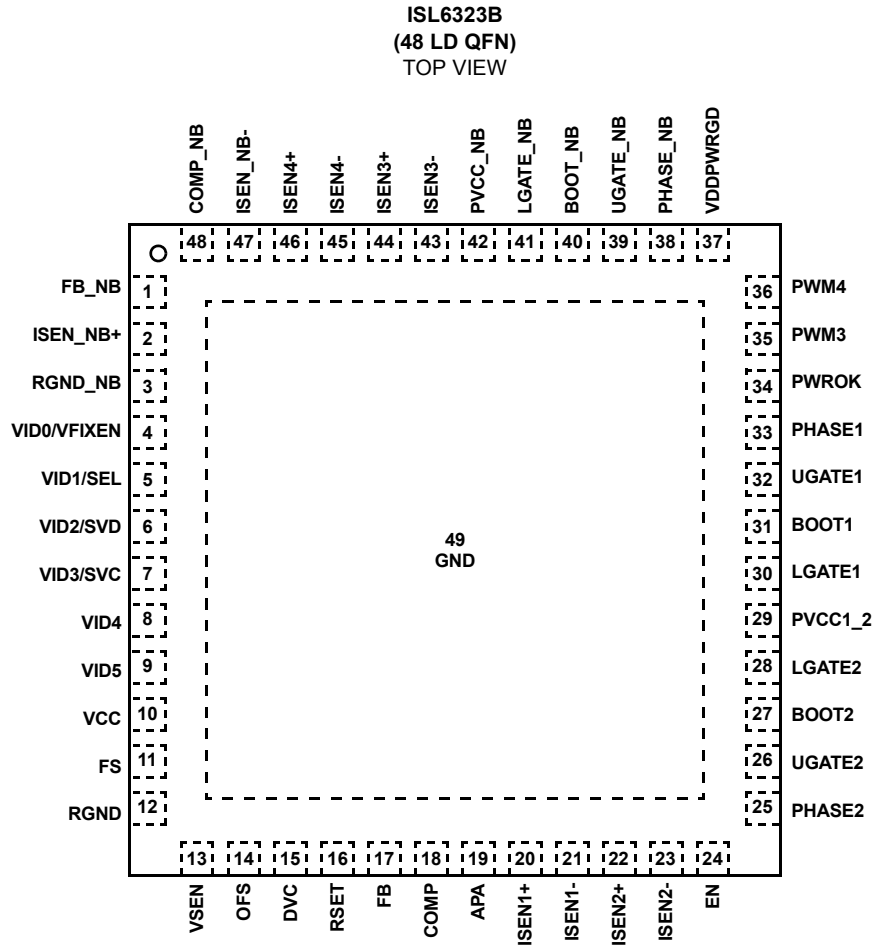 ISL6323B
(48 LD QFN)
TOP VIEW
COMP_NB
ISEN_NB-
ISEN4+
ISEN4-
ISEN3+
ISEN3-
PVCC_NB
LGATE_NB
BOOT_NB
UGATE_NB
PHASE_NB
VDDPWRGD
48 47 46 45 44 43 42 41 40 39 38 37
FB_NB 1
ISEN_NB+ 2
RGND_NB 3
VID0/VFIXEN 4
VID1/SEL 5
VID2/SVD 6
VID3/SVC 7
VID4 8
VID5 9
VCC 10
FS 11
RGND 12
49
GND
36 PWM4
35 PWM3
34 PWROK
33 PHASE1
32 UGATE1
31 BOOT1
30 LGATE1
29 PVCC1_2
28 LGATE2
27 BOOT2
26 UGATE2
25 PHASE2
13 14 15 16 17 18 19 20 21 22 23 24
VSEN
OFS
DVC
RSET
FB
COMP
APA
ISEN1+
ISEN1-
ISEN2+
ISEN2-
EN